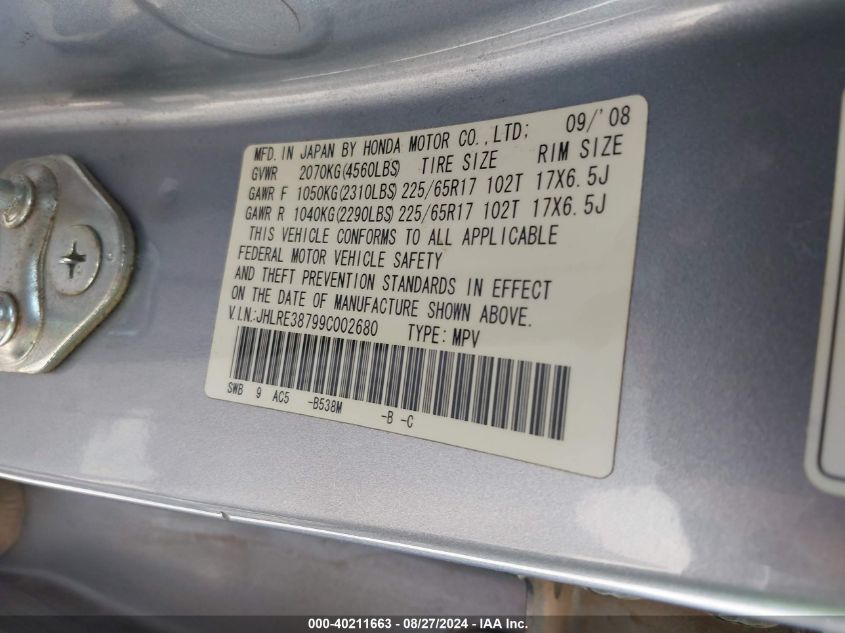 MFD. IN JAPAN BY HONDA MOTOR CO.,LTD; 09/'08
GVWR 2070KG(4560LBS) TIRE SIZE RIM SIZE
GAWR F 1050KG(2310LBS) 225/65R17 102T 17X6.5J
GAWR R 1040KG(2290LBS) 225/65R17 102T 17X6.5J
THIS VEHICLE CONFORMS TO ALL APPLICABLE
FEDERAL MOTOR VEHICLE SAFETY
AND THEFT PREVENTION STANDARDS IN EFFECT
ON THE DATE OF MANUFACTURE SHOWN ABOVE.
V.I.N.:JHLRE38799C002680 TYPE: MPV
SWB 9 AC5 -B538M -B -C
000-40211663 - 08/27/2024 - IAA Inc.